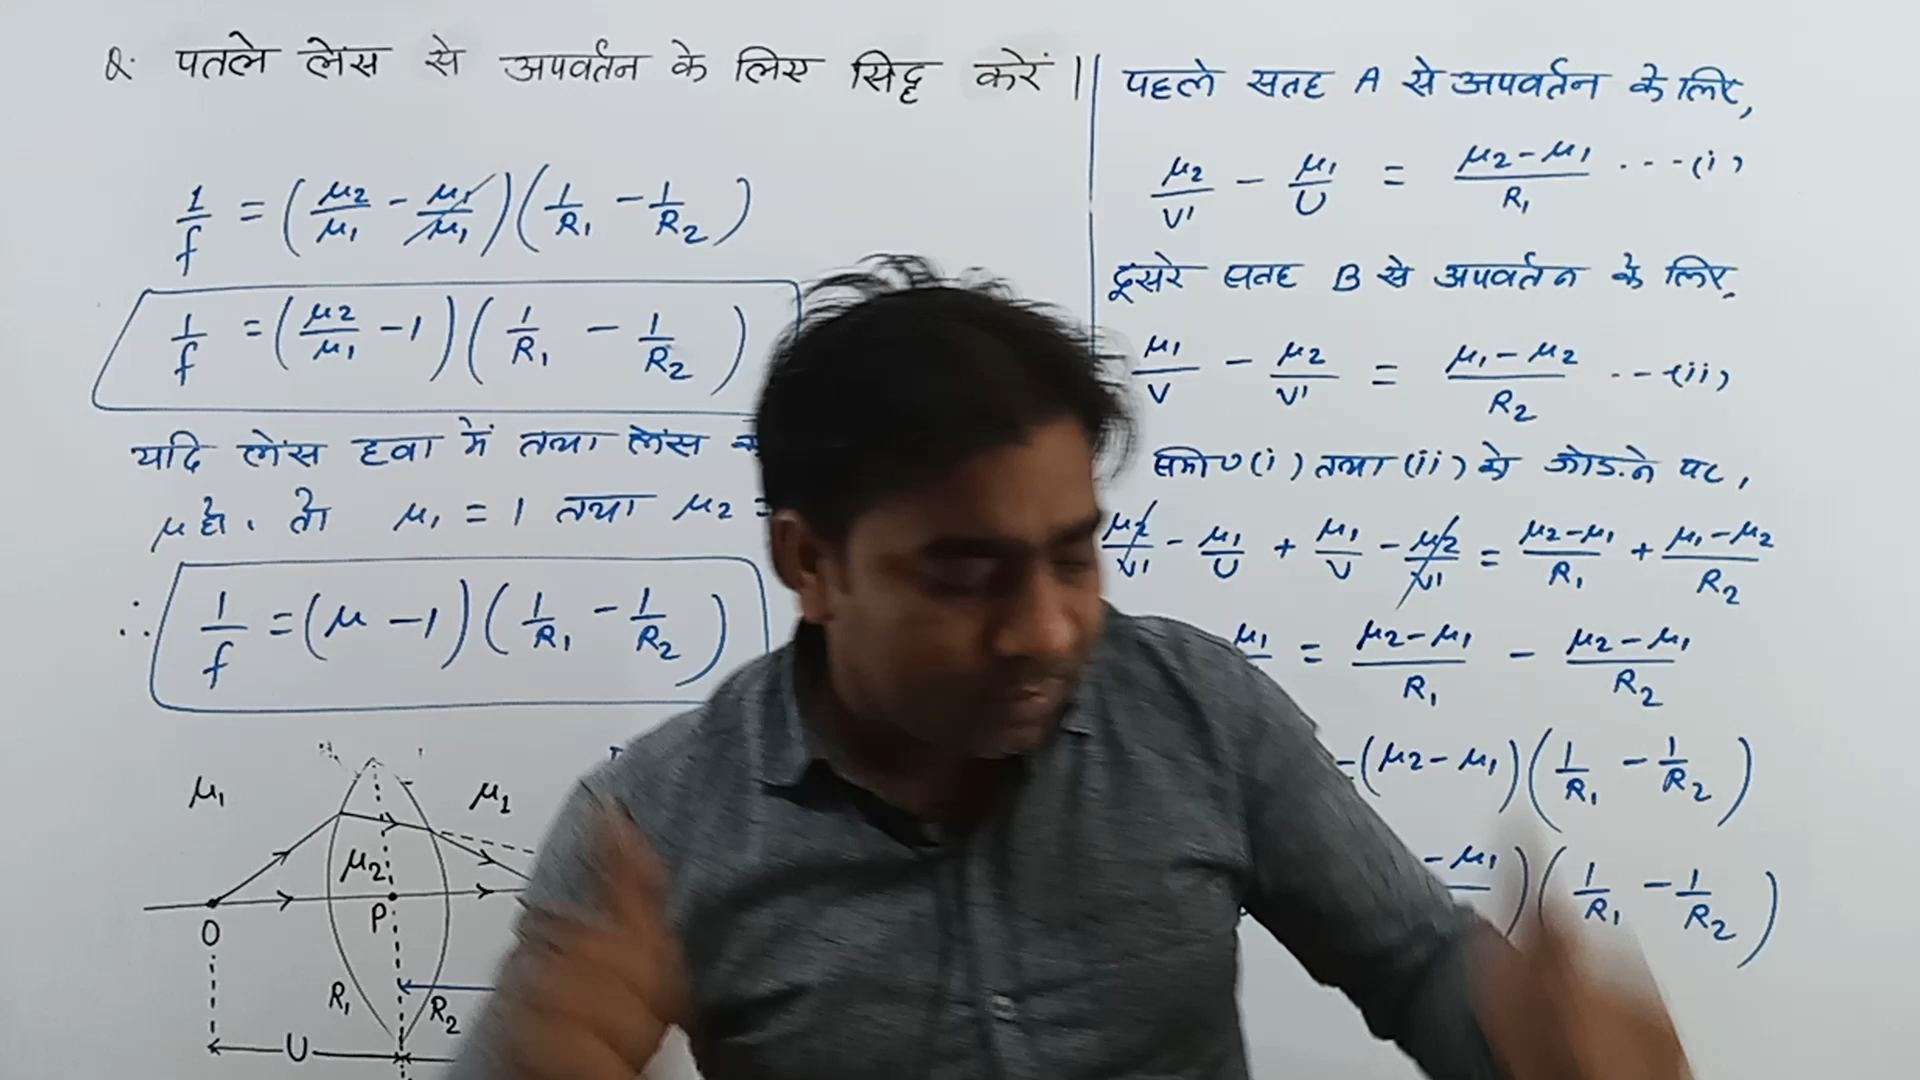 Q. पतले लेंस से अपवर्तन के लिए सिद्ध करें।
1/f = (μ2/μ1 - μ1/μ1)(1/R1 - 1/R2)
1/f = (μ2/μ1 - 1)(1/R1 - 1/R2)
यदि लेंस हवा में तथा लेंस
μ हो, तो μ1 = 1 तथा μ2 =
∴ 1/f = (μ - 1)(1/R1 - 1/R2)
μ1 μ1
μ2
O P
R1 R2
U
पहले सतह A से अपवर्तन के लिए,
μ2/V' - μ1/U = (μ2 - μ1)/R1 ---(i)
दूसरे सतह B से अपवर्तन के लिए,
μ1/V - μ2/V' = (μ1 - μ2)/R2 ---(ii)
समी० (i) तथा (ii) को जोड़ने पर,
μ2/V' - μ1/U + μ1/V - μ2/V' = (μ2 - μ1)/R1 + (μ1 - μ2)/R2
μ1 = (μ2 - μ1)/R1 - (μ2 - μ1)/R2
(μ2 - μ1)(1/R1 - 1/R2)
- μ1)(1/R1 - 1/R2)